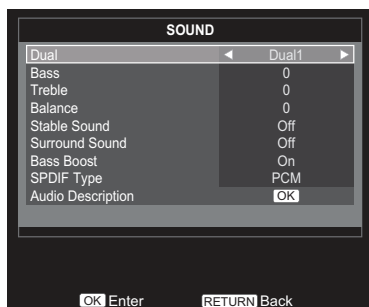 SOUND
Dual ◄ Dual1 ►
Bass 0
Treble 0
Balance 0
Stable Sound Off
Surround Sound Off
Bass Boost On
SPDIF Type PCM
Audio Description OK
OK Enter RETURN Back